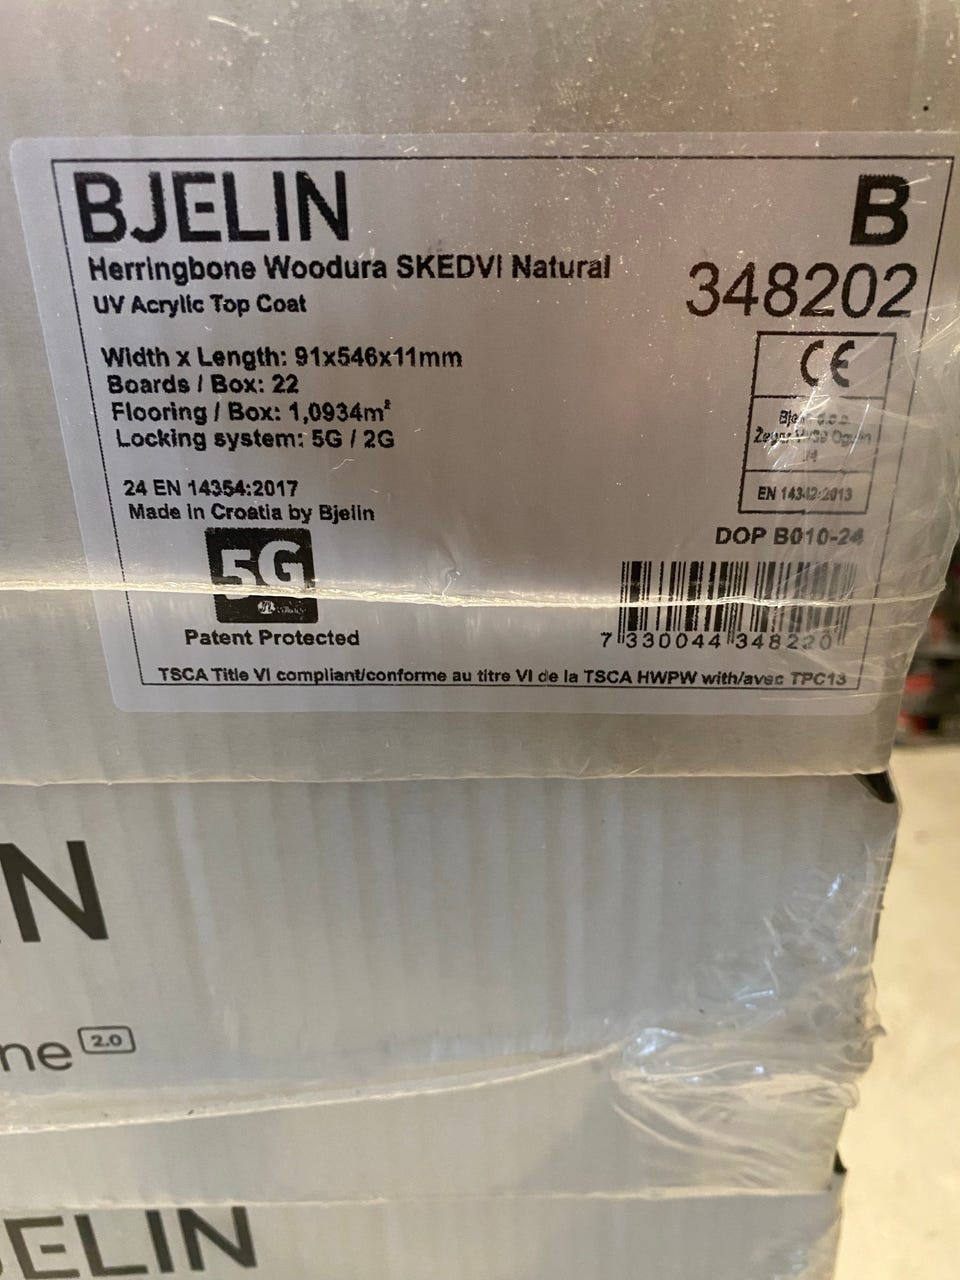 BJELIN
B
Herringbone Woodura SKEDVI Natural
348202
UV Acrylic Top Coat
Width x Length: 91x546x11mm
Boards / Box: 22
Flooring / Box: 1,0934m²
Locking system: 5G / 2G
CE
24 EN 14354:2017
Made in Croatia by Bjelin
EN 14342:2013
DOP B010-24
5G
Patent Protected
7 330044 348220
TSCA Title VI compliant/conforme au titre VI de la TSCA HWPW with/avec TPC13
IN
ne 2.0
JELIN